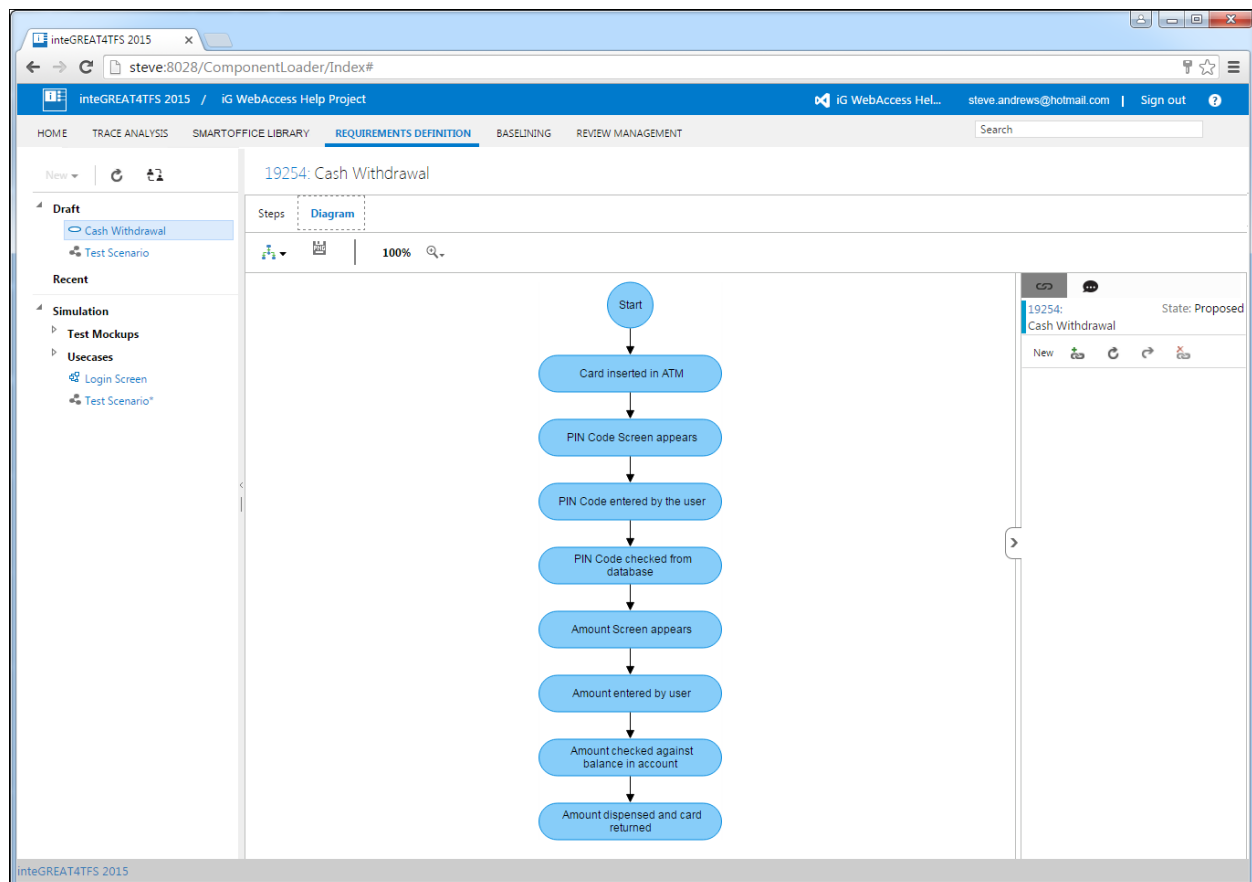 inteGREAT4TFS 2015
steve:8028/ComponentLoader/Index#
inteGREAT4TFS 2015 / iG WebAccess Help Project
iG WebAccess Hel... steve.andrews@hotmail.com | Sign out ?
HOME TRACE ANALYSIS SMARTOFFICE LIBRARY REQUIREMENTS DEFINITION BASELINING REVIEW MANAGEMENT
Search
New
19254: Cash Withdrawal
Draft
Cash Withdrawal
Test Scenario
Recent
Simulation
Test Mockups
Usecases
Login Screen
Test Scenario*
Steps Diagram
100%
Start
Card inserted in ATM
PIN Code Screen appears
PIN Code entered by the user
PIN Code checked from
database
Amount Screen appears
Amount entered by user
Amount checked against
balance in account
Amount dispensed and card
returned
19254: State: Proposed
Cash Withdrawal
New
inteGREAT4TFS 2015